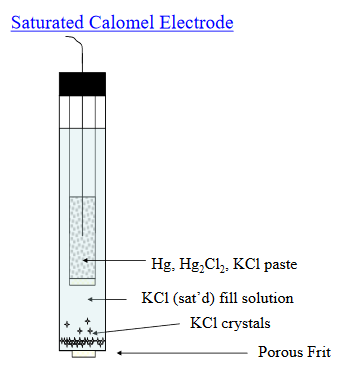 Saturated Calomel Electrode
Hg, Hg₂Cl₂, KCl paste
KCl (sat’d) fill solution
KCl crystals
Porous Frit